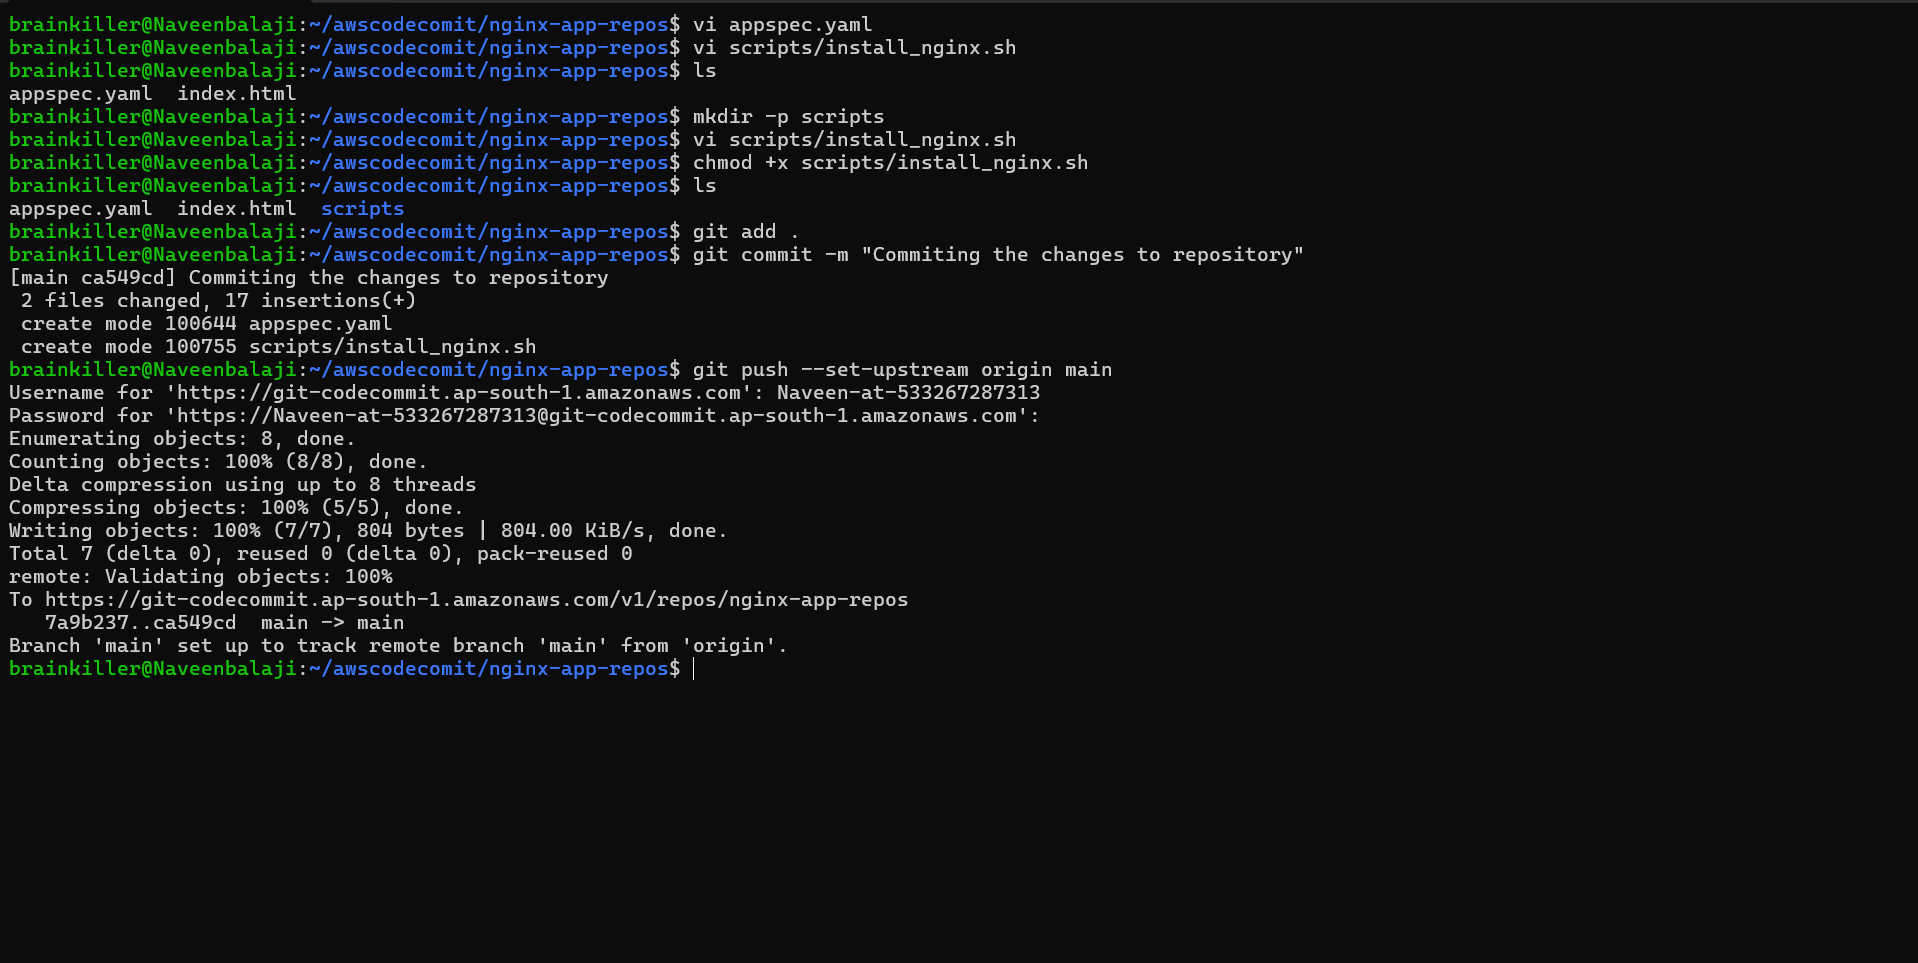 brainkiller@Naveenbalaji:~/awscodecomit/nginx-app-repos$ vi appspec.yaml
brainkiller@Naveenbalaji:~/awscodecomit/nginx-app-repos$ vi scripts/install_nginx.sh
brainkiller@Naveenbalaji:~/awscodecomit/nginx-app-repos$ ls
appspec.yaml  index.html
brainkiller@Naveenbalaji:~/awscodecomit/nginx-app-repos$ mkdir -p scripts
brainkiller@Naveenbalaji:~/awscodecomit/nginx-app-repos$ vi scripts/install_nginx.sh
brainkiller@Naveenbalaji:~/awscodecomit/nginx-app-repos$ chmod +x scripts/install_nginx.sh
brainkiller@Naveenbalaji:~/awscodecomit/nginx-app-repos$ ls
appspec.yaml  index.html  scripts
brainkiller@Naveenbalaji:~/awscodecomit/nginx-app-repos$ git add .
brainkiller@Naveenbalaji:~/awscodecomit/nginx-app-repos$ git commit -m "Commiting the changes to repository"
[main ca549cd] Commiting the changes to repository
 2 files changed, 17 insertions(+)
 create mode 100644 appspec.yaml
 create mode 100755 scripts/install_nginx.sh
brainkiller@Naveenbalaji:~/awscodecomit/nginx-app-repos$ git push --set-upstream origin main
Username for 'https://git-codecommit.ap-south-1.amazonaws.com': Naveen-at-533267287313
Password for 'https://Naveen-at-533267287313@git-codecommit.ap-south-1.amazonaws.com':
Enumerating objects: 8, done.
Counting objects: 100% (8/8), done.
Delta compression using up to 8 threads
Compressing objects: 100% (5/5), done.
Writing objects: 100% (7/7), 804 bytes | 804.00 KiB/s, done.
Total 7 (delta 0), reused 0 (delta 0), pack-reused 0
remote: Validating objects: 100%
To https://git-codecommit.ap-south-1.amazonaws.com/v1/repos/nginx-app-repos
   7a9b237..ca549cd  main -> main
Branch 'main' set up to track remote branch 'main' from 'origin'.
brainkiller@Naveenbalaji:~/awscodecomit/nginx-app-repos$